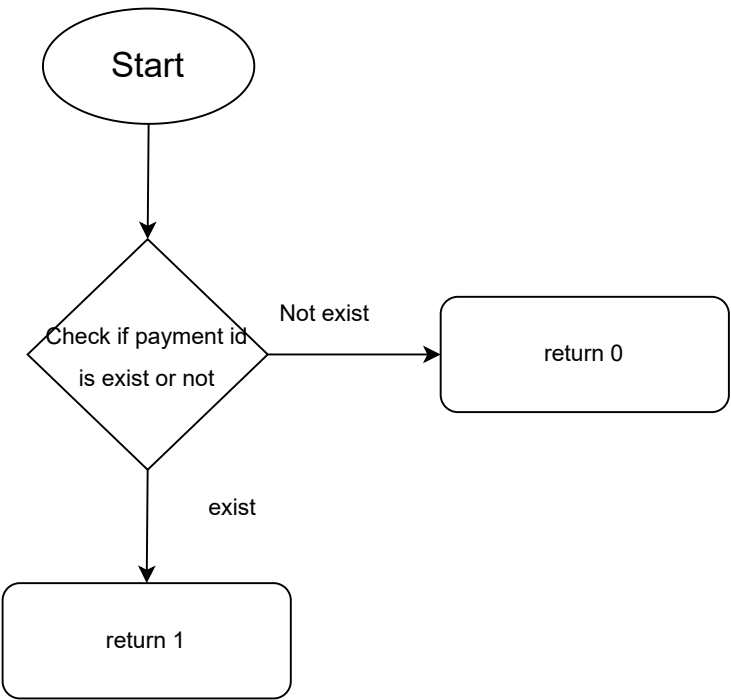 Start
Check if payment id
is exist or not
Not exist
return 0
exist
return 1